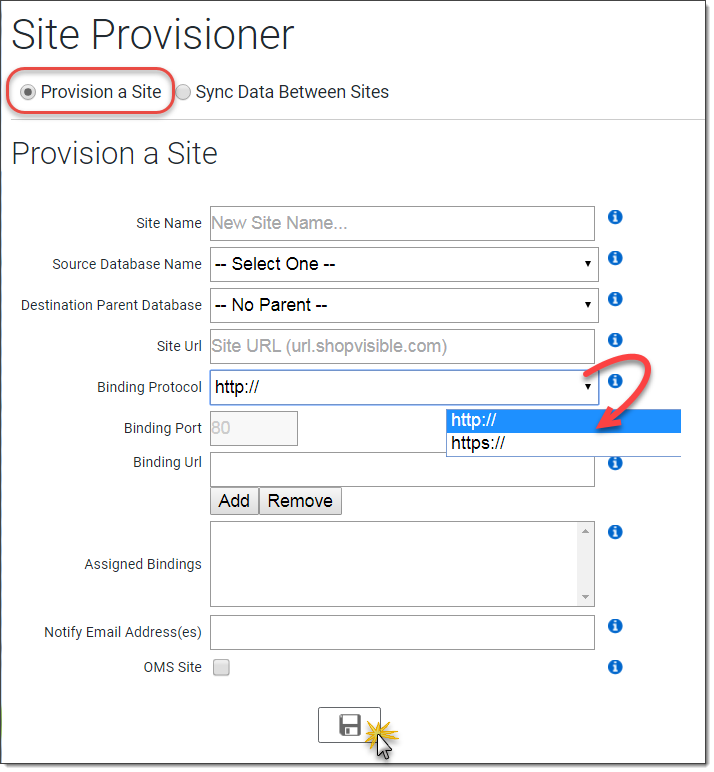 Site Provisioner
Provision a Site Sync Data Between Sites
Provision a Site
Site Name New Site Name...
Source Database Name -- Select One --
Destination Parent Database -- No Parent --
Site Url Site URL (url.shopvisible.com)
Binding Protocol http://
http://
https://
Binding Port 80
Binding Url
Add Remove
Assigned Bindings
Notify Email Address(es)
OMS Site